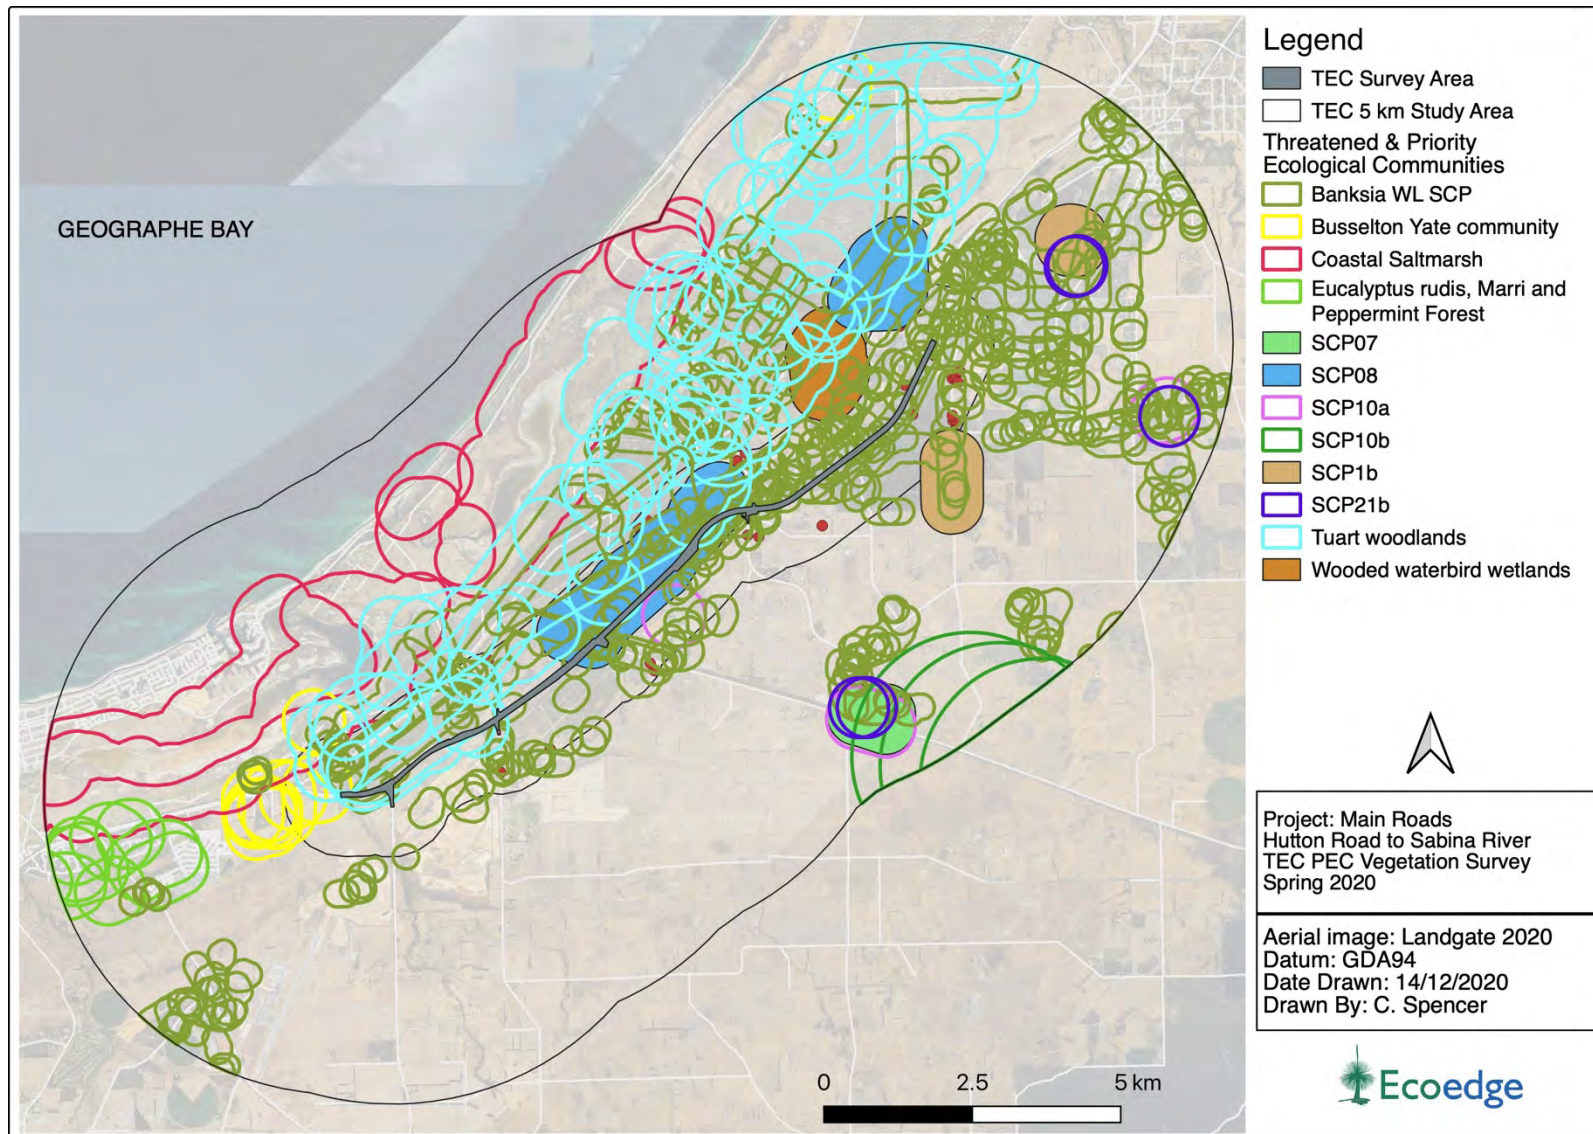 GEOGRAPHE BAY
0 2.5 5 km
Legend
TEC Survey Area
TEC 5 km Study Area
Threatened & Priority
Ecological Communities
Banksia WL SCP
Busselton Yate community
Coastal Saltmarsh
Eucalyptus rudis, Marri and
Peppermint Forest
SCP07
SCP08
SCP10a
SCP10b
SCP1b
SCP21b
Tuart woodlands
Wooded waterbird wetlands
Project: Main Roads
Hutton Road to Sabina River
TEC PEC Vegetation Survey
Spring 2020
Aerial image: Landgate 2020
Datum: GDA94
Date Drawn: 14/12/2020
Drawn By: C. Spencer
Ecoedge